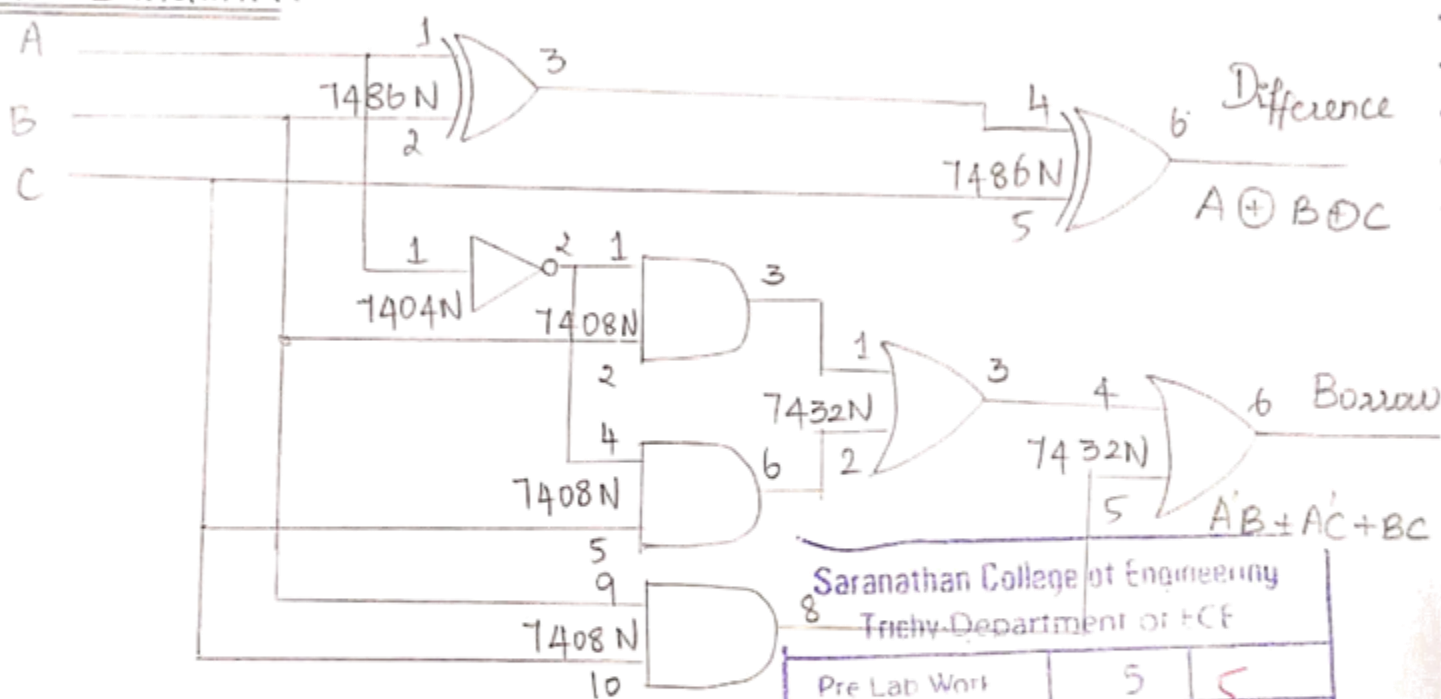 A
1
3
7486N
B
2
4
6
Difference
C
7486N
5
A ⊕ B ⊕ C
1
2
1
3
7404N
7408N
2
1
3
4
6
Borrow
7432N
4
6
2
7432N
7408N
5
5
A'B + A'C + BC
9
Saranathan College of Engineering
8
Trichy Department of ECE
7408 N
10
Pre Lab Work
5
5